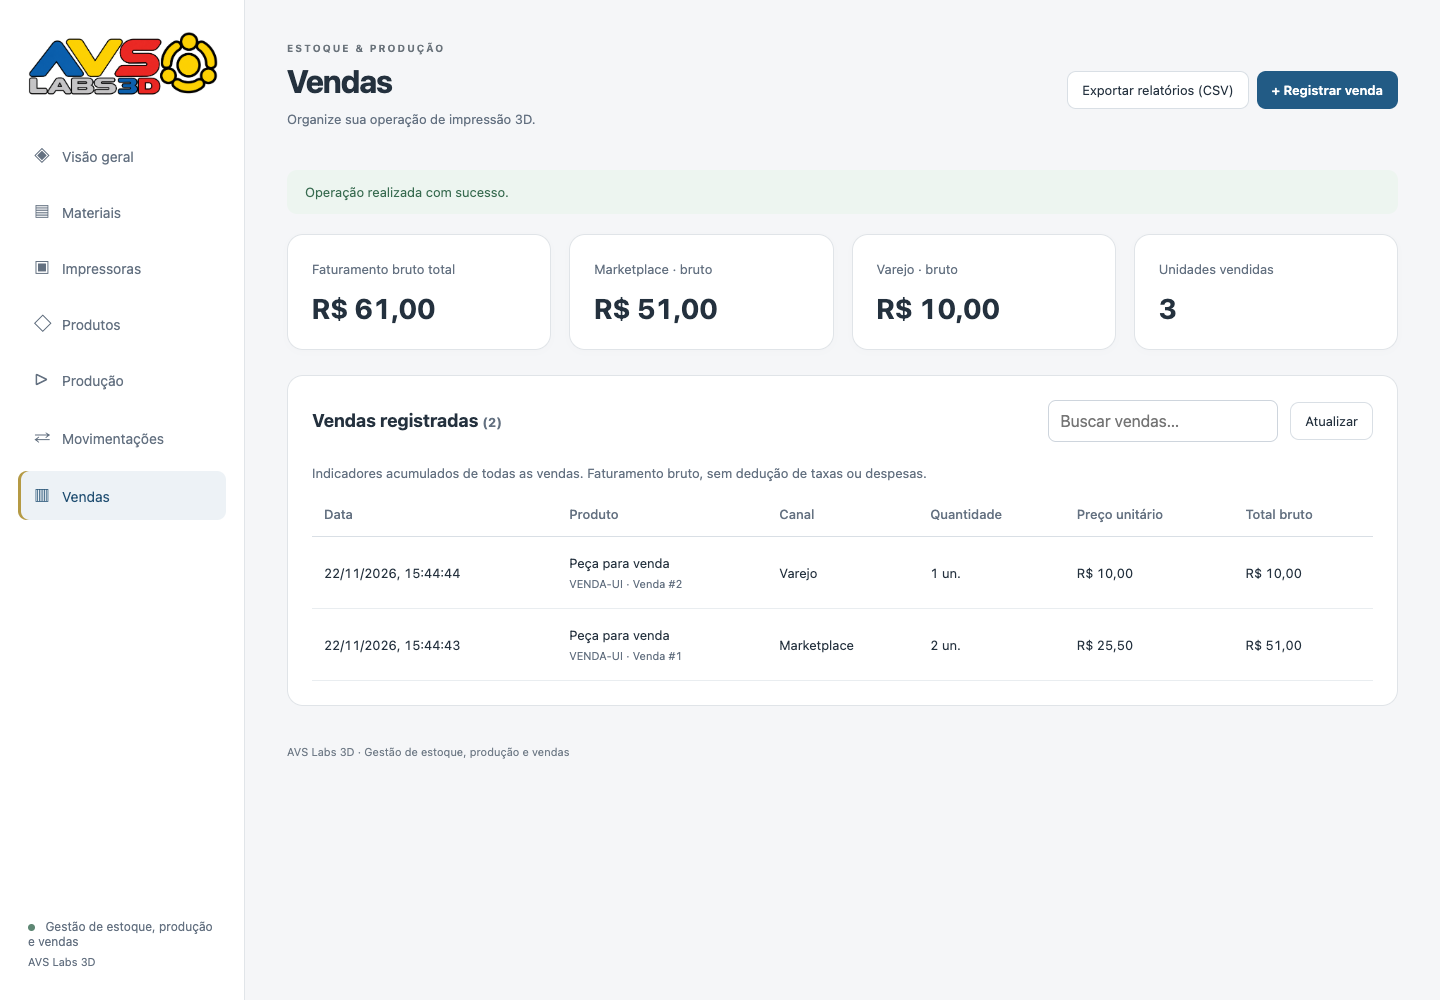 AVS
LABS3D
Visão geral
Materiais
Impressoras
Produtos
Produção
Movimentações
Vendas
Gestão de estoque, produção
e vendas
AVS Labs 3D
ESTOQUE & PRODUÇÃO
Vendas
Organize sua operação de impressão 3D.
Exportar relatórios (CSV)
+ Registrar venda
Operação realizada com sucesso.
Faturamento bruto total
R$ 61,00
Marketplace · bruto
R$ 51,00
Varejo · bruto
R$ 10,00
Unidades vendidas
3
Vendas registradas (2)
Buscar vendas...
Atualizar
Indicadores acumulados de todas as vendas. Faturamento bruto, sem dedução de taxas ou despesas.
Data Produto Canal Quantidade Preço unitário Total bruto
22/11/2026, 15:44:44 Peça para venda Varejo 1 un. R$ 10,00 R$ 10,00
VENDA-UI · Venda #2
22/11/2026, 15:44:43 Peça para venda Marketplace 2 un. R$ 25,50 R$ 51,00
VENDA-UI · Venda #1
AVS Labs 3D · Gestão de estoque, produção e vendas